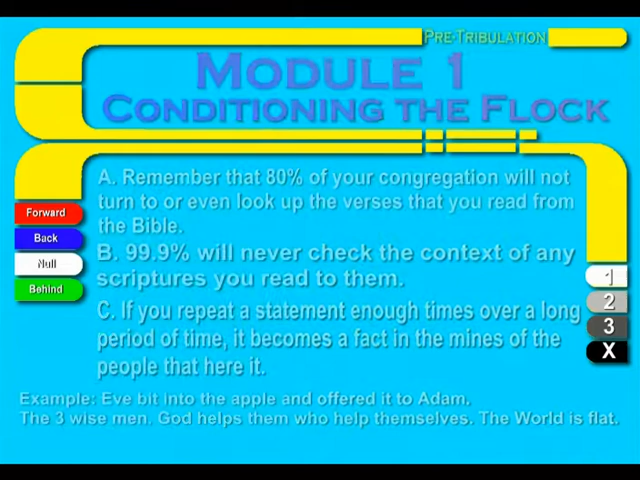 PRE-TRIBULATION
MODULE 1
CONDITIONING THE FLOCK
A. Remember that 80% of your congregation will not
turn to or even look up the verses that you read from
the Bible.
B. 99.9% will never check the context of any
scriptures you read to them.
C. If you repeat a statement enough times over a long
period of time, it becomes a fact in the mines of the
people that here it.
Forward
Back
Null
Behind
1
2
3
X
Example: Eve bit into the apple and offered it to Adam.
The 3 wise men. God helps them who help themselves. The World is flat.